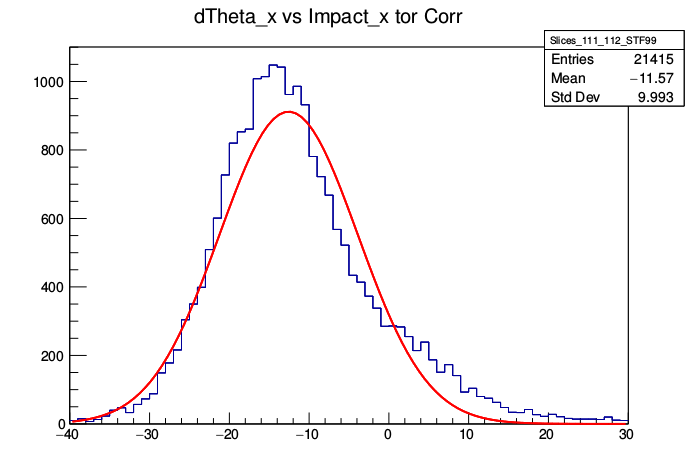 dTheta_x vs Impact_x tor Corr
Slices_111_112_STF99
Entries 21415
Mean −11.57
Std Dev 9.993
1000
800
600
400
200
0
−40 −30 −20 −10 0 10 20 30